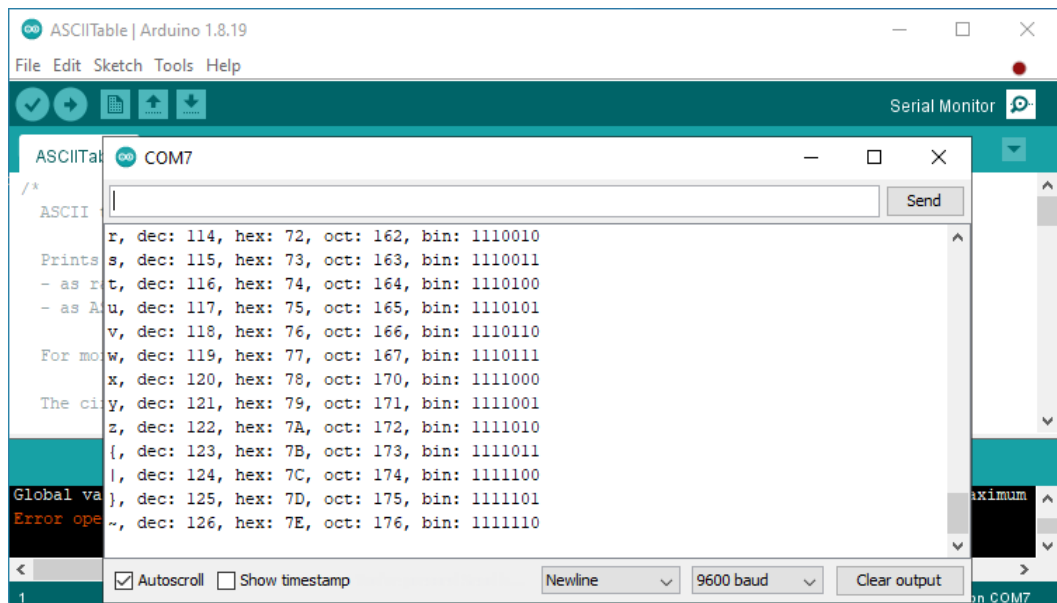 ASCIITable | Arduino 1.8.19
File Edit Sketch Tools Help
Serial Monitor
COM7
/*
ASCII
Send
r, dec: 114, hex: 72, oct: 162, bin: 1110010
Prints
s, dec: 115, hex: 73, oct: 163, bin: 1110011
- as
t, dec: 116, hex: 74, oct: 164, bin: 1110100
- as
u, dec: 117, hex: 75, oct: 165, bin: 1110101
v, dec: 118, hex: 76, oct: 166, bin: 1110110
For
w, dec: 119, hex: 77, oct: 167, bin: 1110111
x, dec: 120, hex: 78, oct: 170, bin: 1111000
The
y, dec: 121, hex: 79, oct: 171, bin: 1111001
z, dec: 122, hex: 7A, oct: 172, bin: 1111010
{, dec: 123, hex: 7B, oct: 173, bin: 1111011
|, dec: 124, hex: 7C, oct: 174, bin: 1111100
}, dec: 125, hex: 7D, oct: 175, bin: 1111101
~, dec: 126, hex: 7E, oct: 176, bin: 1111110
Global
Error
Autoscroll Show timestamp Newline 9600 baud Clear output
1 on COM7